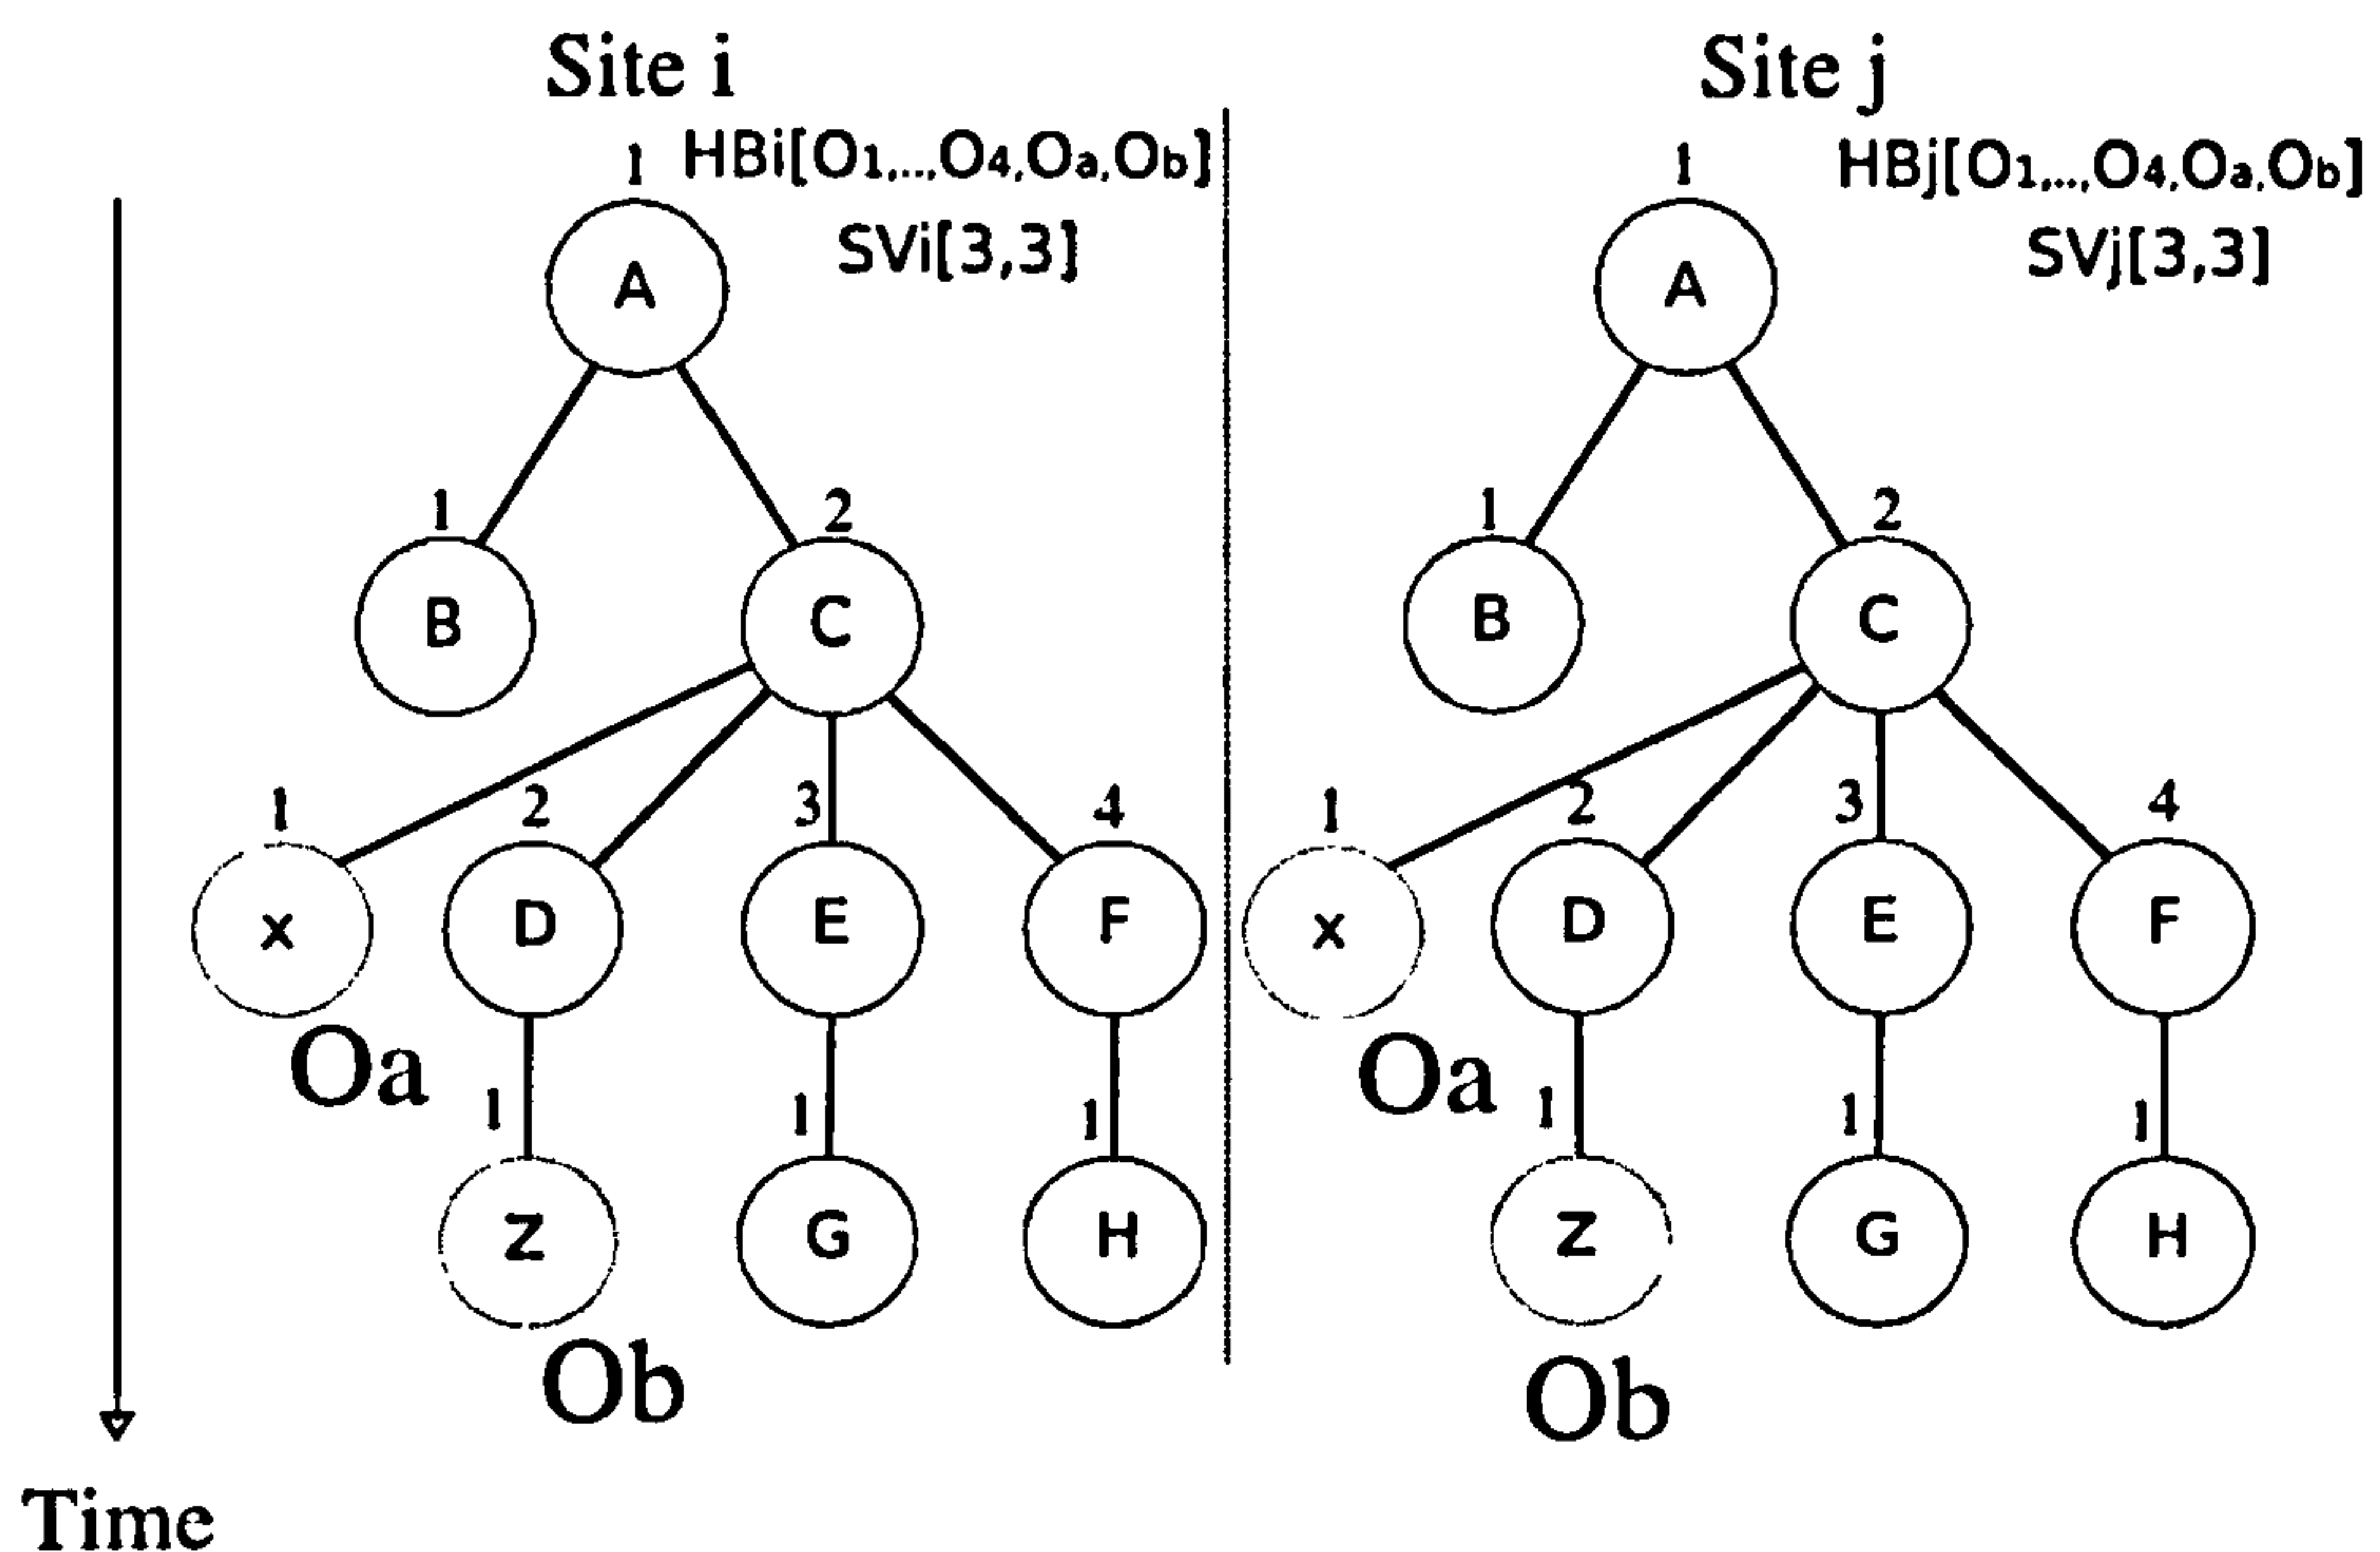 Site i
1 HBi[O1,...,O4,Oa,Ob]
SVi[3,3]
A
1 2
B C
1 2 3 4
x D E F
Oa
1 1 1
Z G H
Ob
Site j
1 HBj[O1,...,O4,Oa,Ob]
SVj[3,3]
A
1 2
B C
1 2 3 4
x D E F
Oa
1 1 1
Z G H
Ob
Time